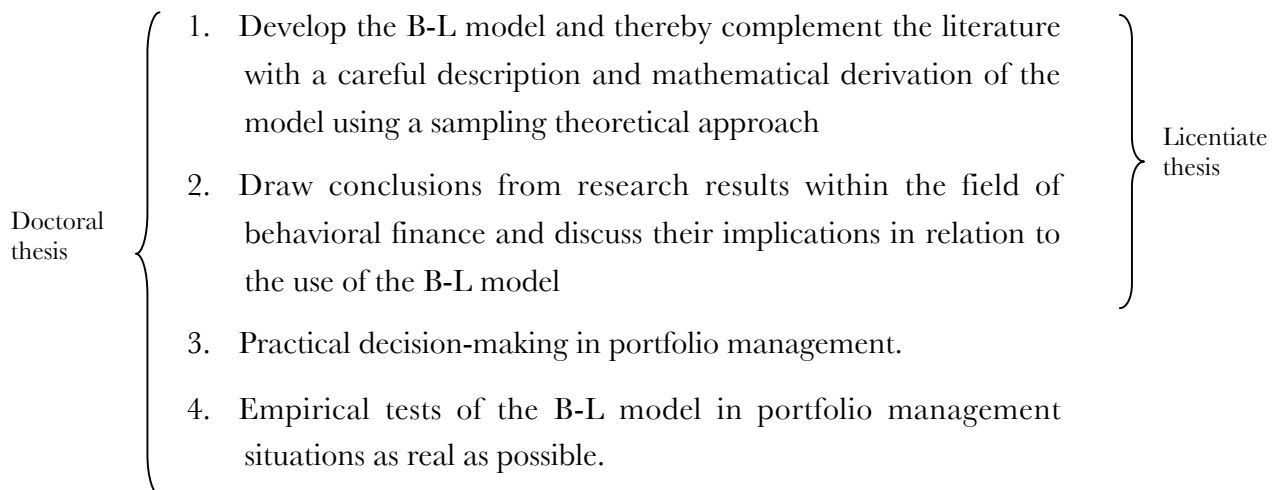 1. Develop the B-L model and thereby complement the literature
with a careful description and mathematical derivation of the
model using a sampling theoretical approach
Licentiate
thesis
2. Draw conclusions from research results within the field of
behavioral finance and discuss their implications in relation to
the use of the B-L model
Doctoral
thesis
3. Practical decision-making in portfolio management.
4. Empirical tests of the B-L model in portfolio management
situations as real as possible.